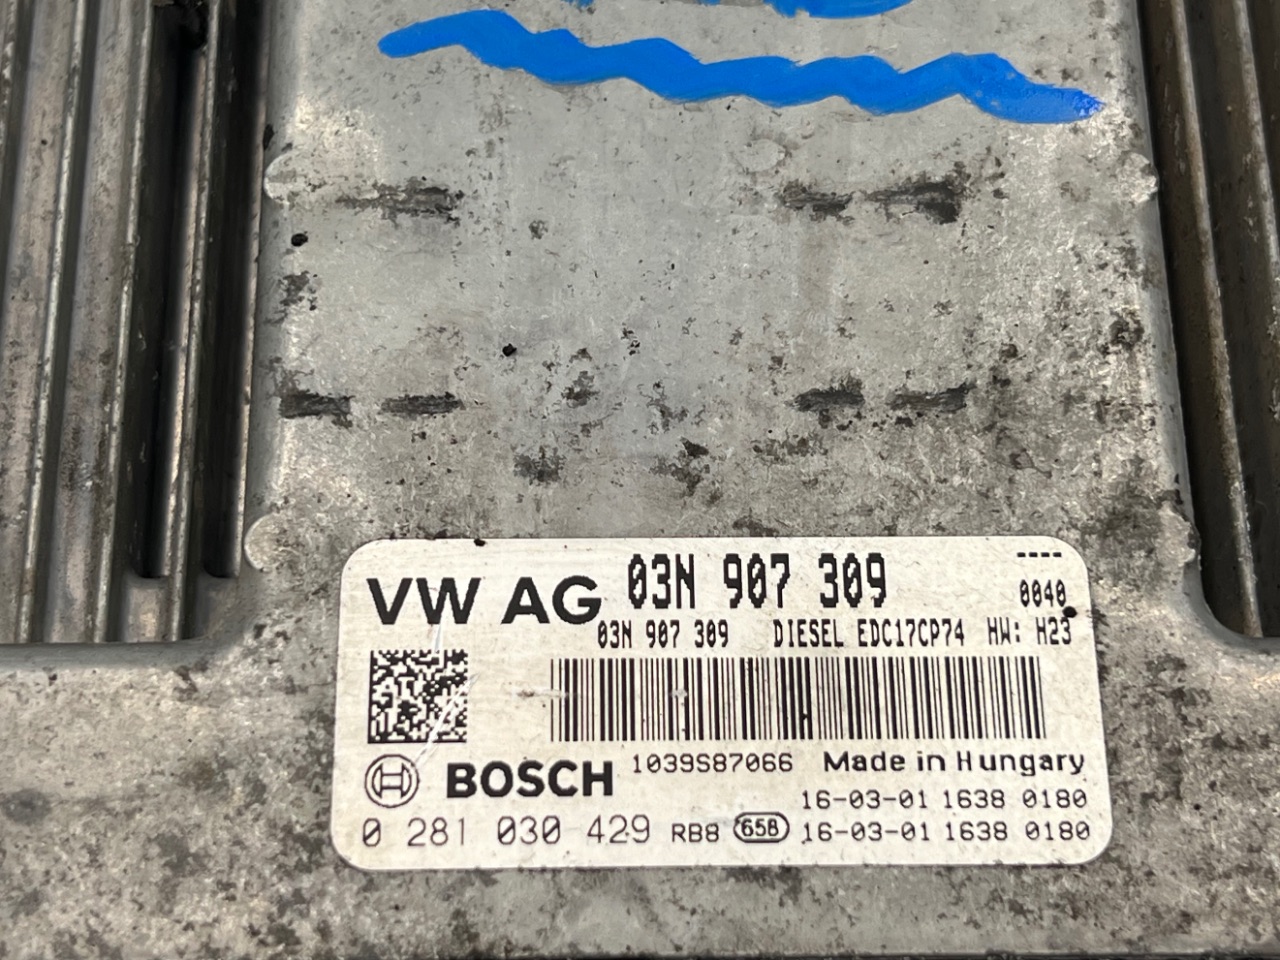 VW AG 03N 907 309 ----
0040
03N 907 309 DIESEL EDC17CP74 HW: H23
BOSCH 1039S87066 Made in Hungary
16-03-01 1638 0180
0 281 030 429 RB8 65B 16-03-01 1638 0180